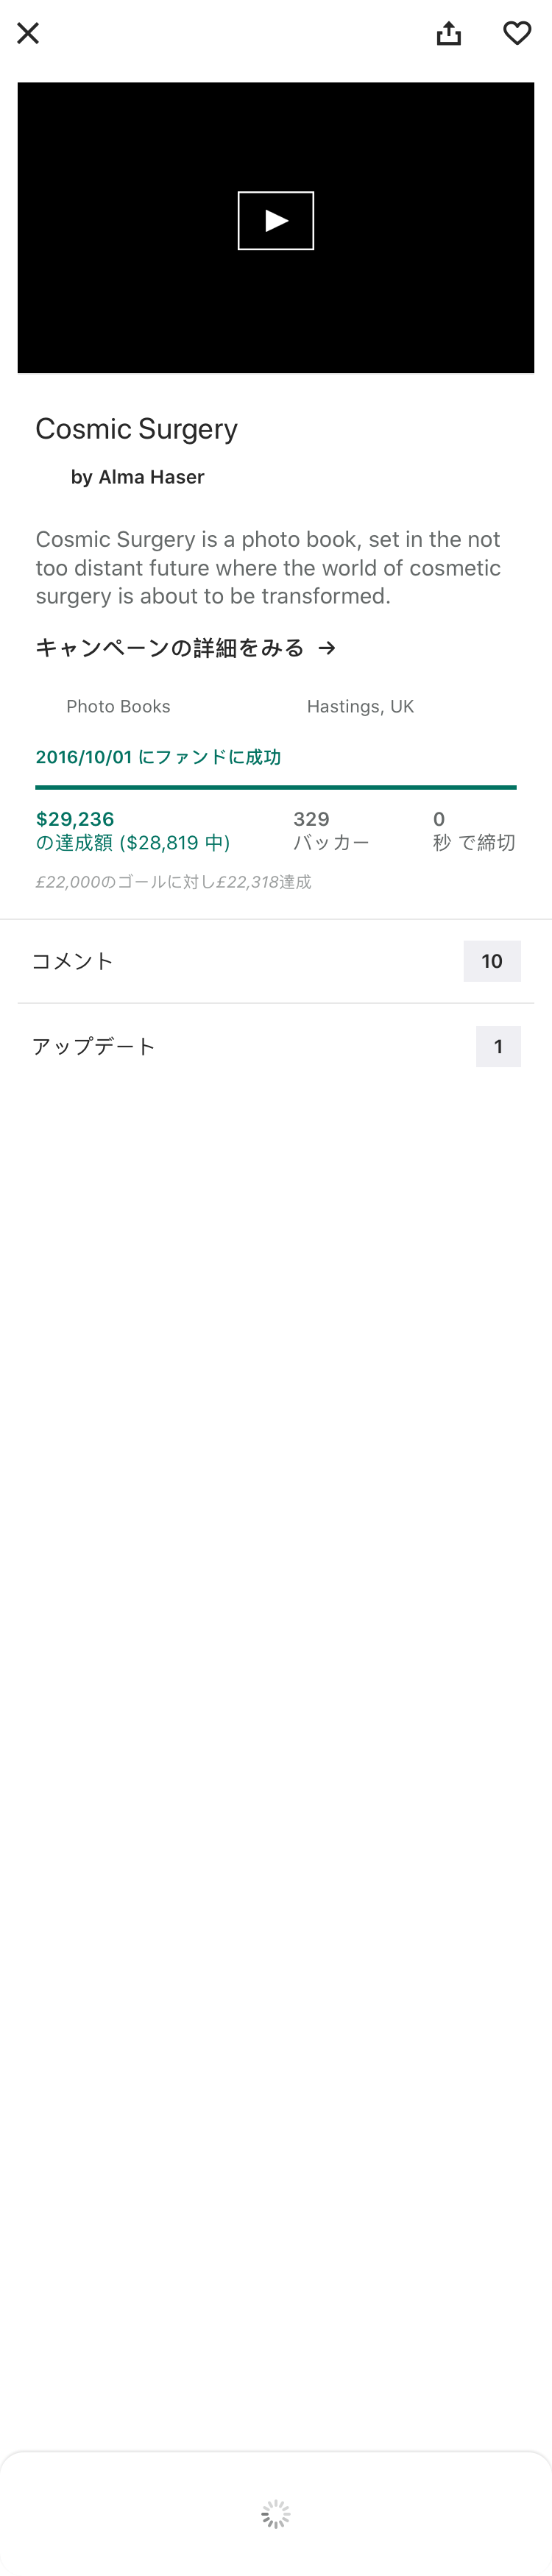 Cosmic Surgery
by Alma Haser
Cosmic Surgery is a photo book, set in the not
too distant future where the world of cosmetic
surgery is about to be transformed.
キャンペーンの詳細をみる →
Photo Books
Hastings, UK
2016/10/01 にファンドに成功
$29,236
の達成額 ($28,819 中)
329
バッカー
0
秒 で締切
£22,000のゴールに対し£22,318達成
コメント
10
アップデート
1